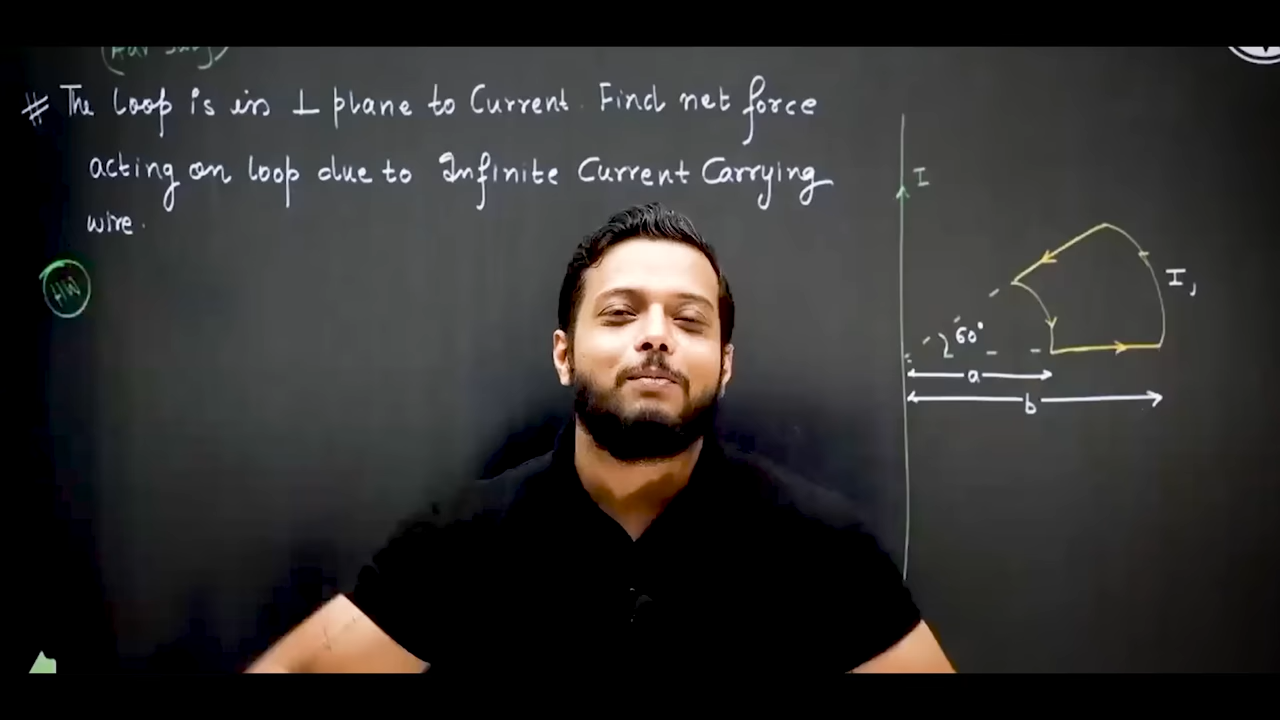 # The loop is in ⊥ plane to Current. Find net force
acting on loop due to Infinite Current Carrying
wire.
HW
I
I₁
60°
a
b